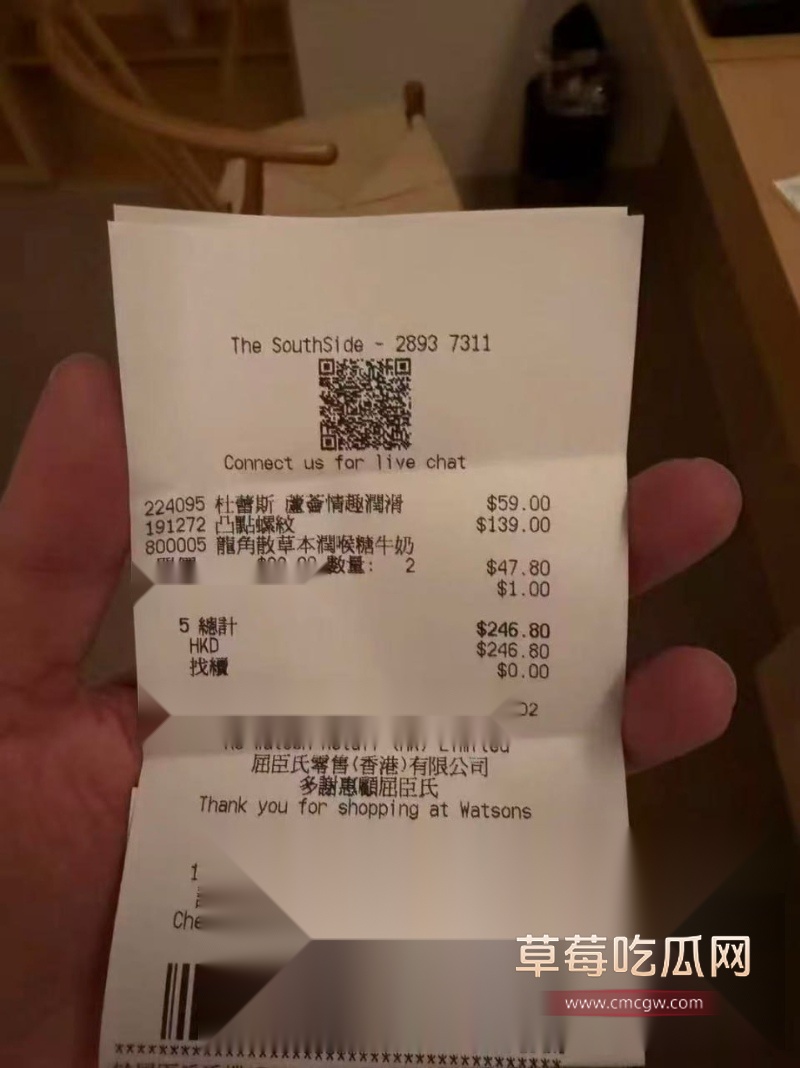 The SouthSide - 2893 7311
Connect us for live chat
224095 杜蕾斯 蘆薈情趣潤滑 $59.00
191272 凸點螺紋 $139.00
800005 龍角散草本潤喉糖牛奶
數量: 2 $47.80
$1.00
5 總計 $246.80
HKD $246.80
找續 $0.00
02
屈臣氏零售(香港)有限公司
多謝惠顧屈臣氏
Thank you for shopping at Watsons
1
Che
草莓吃瓜网
www.cmcgw.com